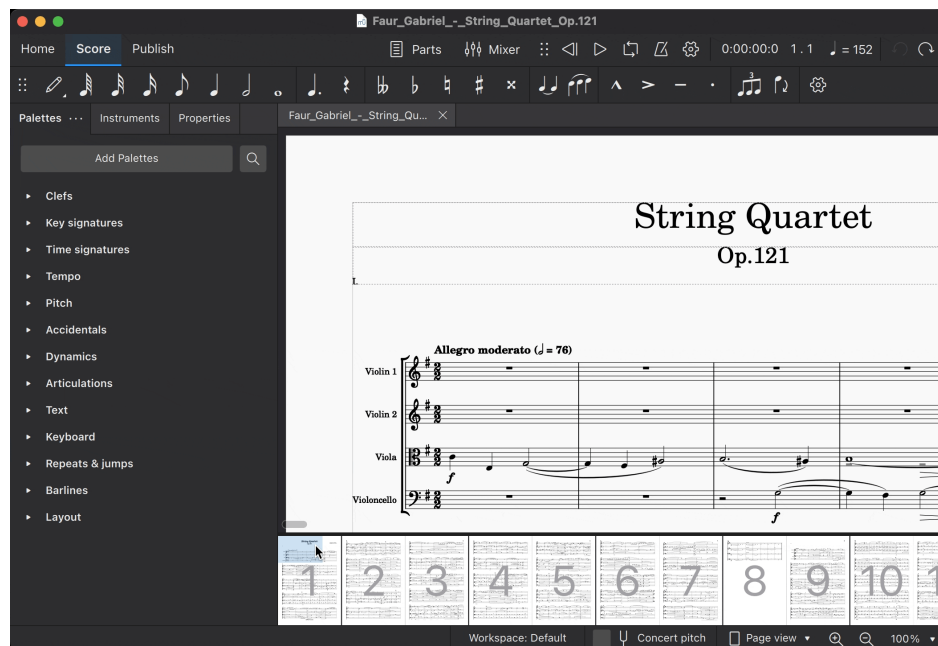 Faur_Gabriel_-_String_Quartet_Op.121
Home Score Publish Parts Mixer 0:00:00:0 1.1 = 152
3
Palettes ··· Instruments Properties Faur_Gabriel_-_String_Qu...
Add Palettes
Clefs
Key signatures
Time signatures
Tempo
Pitch
Accidentals
Dynamics
Articulations
Text
Keyboard
Repeats & jumps
Barlines
Layout
String Quartet
Op.121
I.
Allegro moderato (𝅗𝅥 = 76)
Violin 1
Violin 2
Viola
f
Violoncello
f
1 2 3 4 5 6 7 8 9 10
Workspace: Default Concert pitch Page view 100%